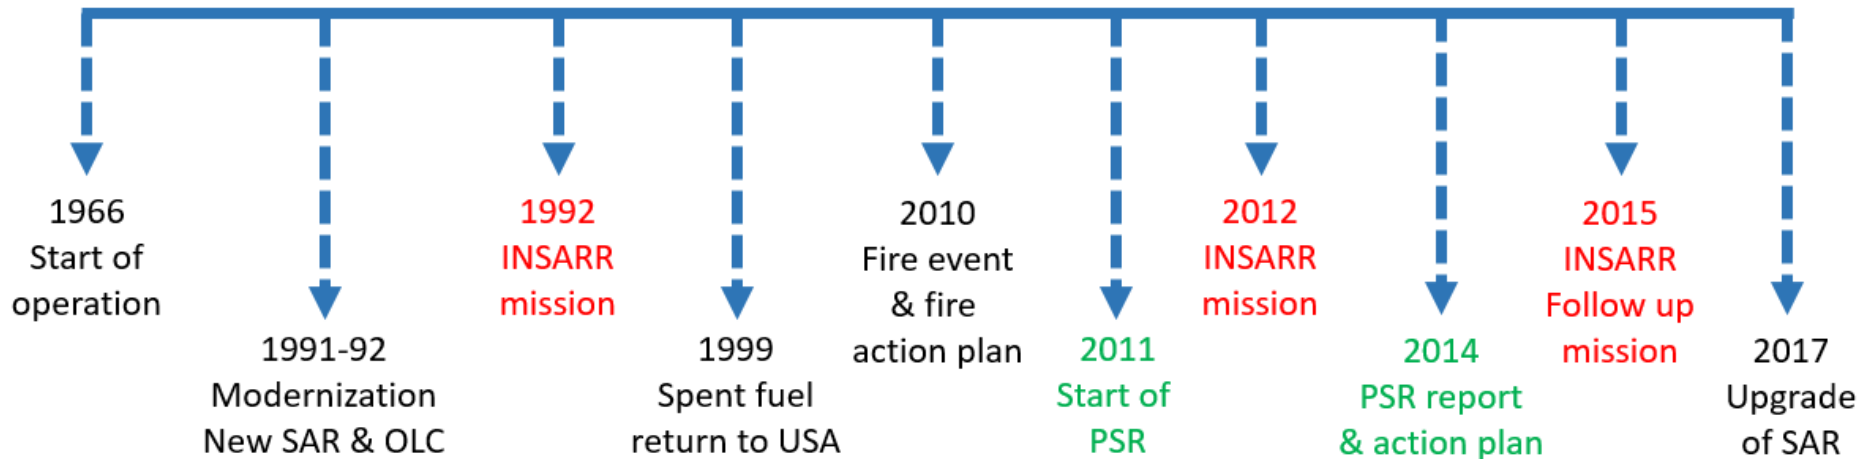 1966
Start of
operation
1991-92
Modernization
New SAR & OLC
1992
INSARR
mission
1999
Spent fuel
return to USA
2010
Fire event
& fire
action plan
2011
Start of
PSR
2012
INSARR
mission
2014
PSR report
& action plan
2015
INSARR
Follow up
mission
2017
Upgrade
of SAR